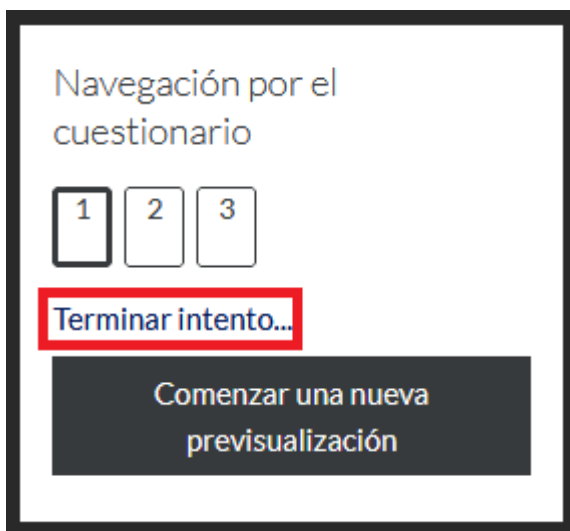 Navegación por el
cuestionario
1 2 3
Terminar intento...
Comenzar una nueva
previsualización